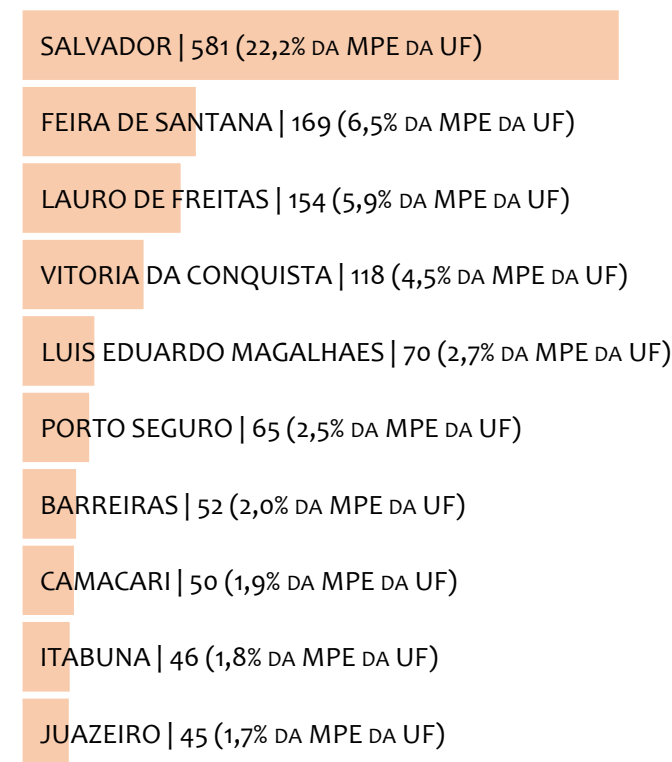 SALVADOR | 581 (22,2% DA MPE DA UF)
FEIRA DE SANTANA | 169 (6,5% DA MPE DA UF)
LAURO DE FREITAS | 154 (5,9% DA MPE DA UF)
VITORIA DA CONQUISTA | 118 (4,5% DA MPE DA UF)
LUIS EDUARDO MAGALHAES | 70 (2,7% DA MPE DA UF)
PORTO SEGURO | 65 (2,5% DA MPE DA UF)
BARREIRAS | 52 (2,0% DA MPE DA UF)
CAMACARI | 50 (1,9% DA MPE DA UF)
ITABUNA | 46 (1,8% DA MPE DA UF)
JUAZEIRO | 45 (1,7% DA MPE DA UF)